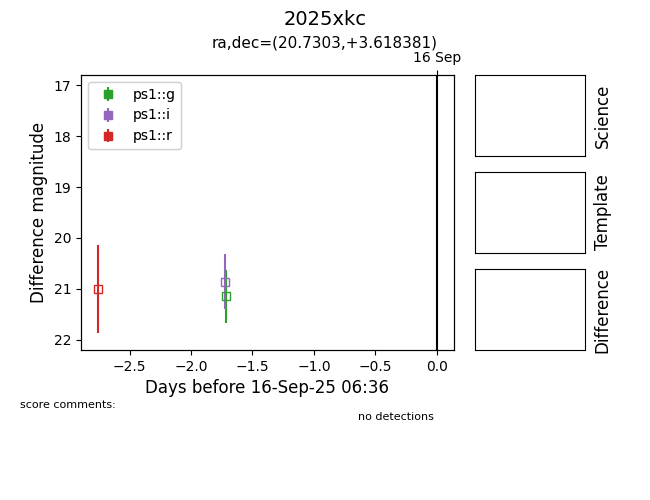 2025xkc
ra,dec=(20.7303,+3.618381)
16 Sep
ps1::g
ps1::i
ps1::r
17
18
19
20
21
22
Difference magnitude
−2.5 −2.0 −1.5 −1.0 −0.5 0.0
Days before 16-Sep-25 06:36
Science
Template
Difference
score comments:
no detections